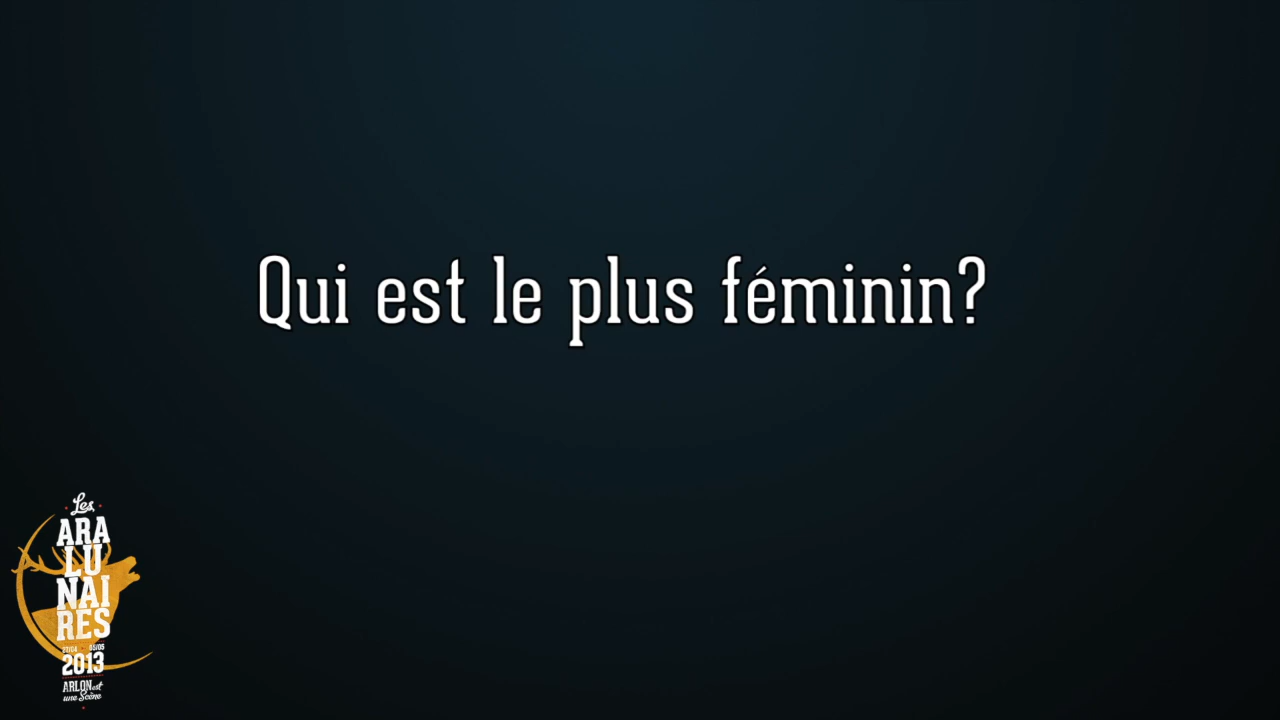 Qui est le plus féminin?
Les
ARA
LU
NAI
RES
2013
ARLON est
une Scène